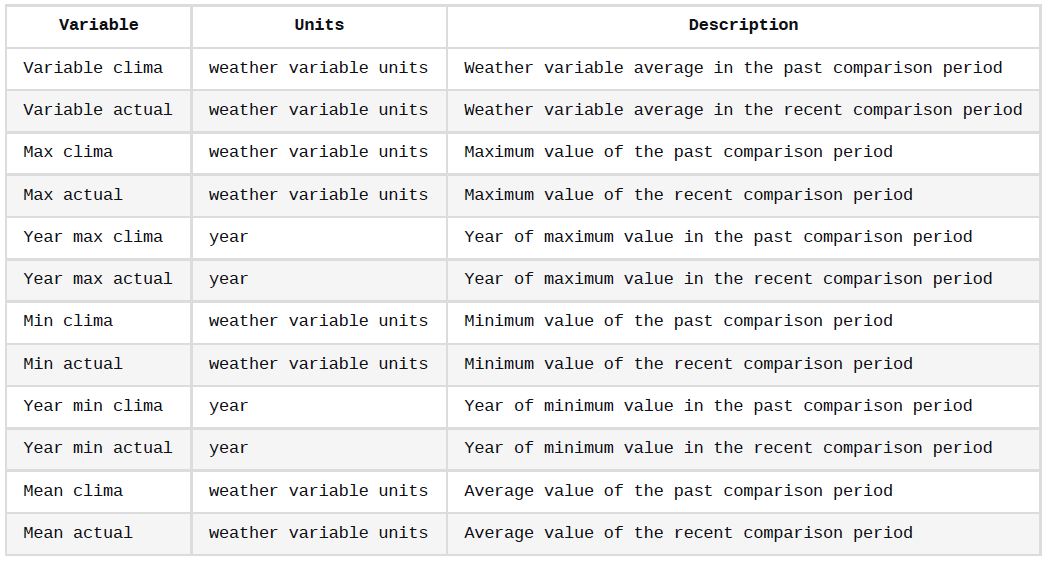 Variable Units Description
Variable clima weather variable units Weather variable average in the past comparison period
Variable actual weather variable units Weather variable average in the recent comparison period
Max clima weather variable units Maximum value of the past comparison period
Max actual weather variable units Maximum value of the recent comparison period
Year max clima year Year of maximum value in the past comparison period
Year max actual year Year of maximum value in the recent comparison period
Min clima weather variable units Minimum value of the past comparison period
Min actual weather variable units Minimum value of the recent comparison period
Year min clima year Year of minimum value in the past comparison period
Year min actual year Year of minimum value in the recent comparison period
Mean clima weather variable units Average value of the past comparison period
Mean actual weather variable units Average value of the recent comparison period